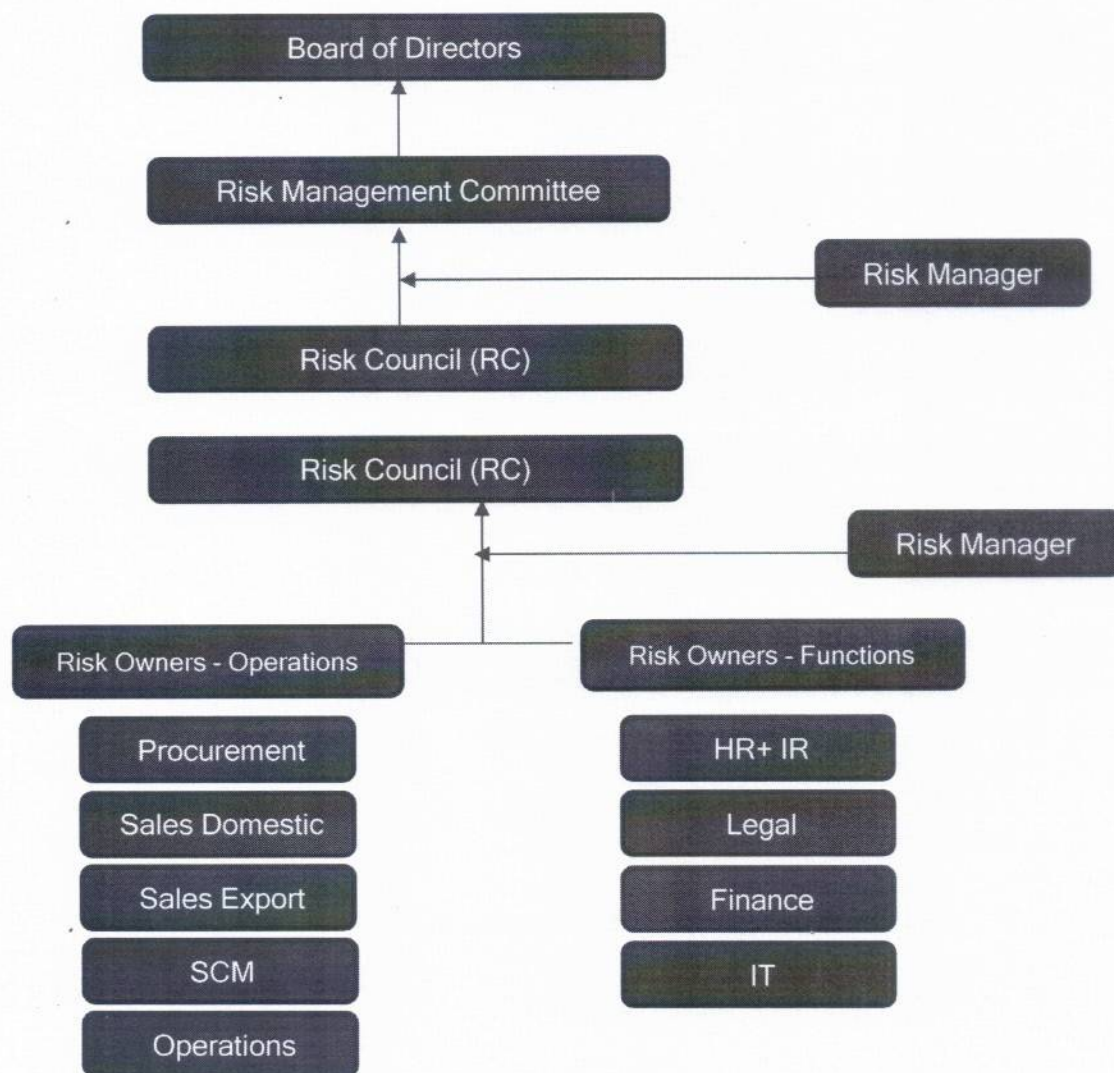 Board of Directors
Risk Management Committee
Risk Manager
Risk Council (RC)
Risk Council (RC)
Risk Manager
Risk Owners - Operations
Risk Owners - Functions
Procurement
HR+ IR
Sales Domestic
Legal
Sales Export
Finance
SCM
IT
Operations